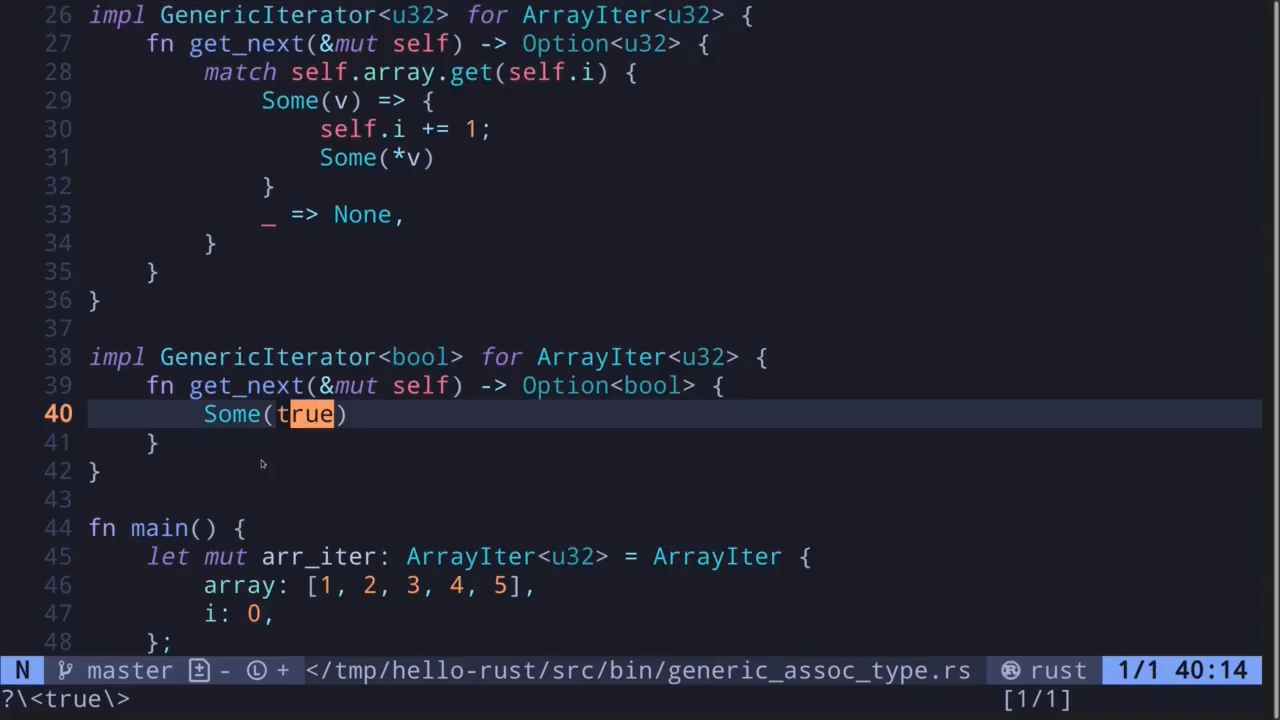 26 impl GenericIterator<u32> for ArrayIter<u32> {
27     fn get_next(&mut self) -> Option<u32> {
28         match self.array.get(self.i) {
29             Some(v) => {
30                 self.i += 1;
31                 Some(*v)
32             }
33             _ => None,
34         }
35     }
36 }
37
38 impl GenericIterator<bool> for ArrayIter<u32> {
39     fn get_next(&mut self) -> Option<bool> {
40         Some(true)
41     }
42 }
43
44 fn main() {
45     let mut arr_iter: ArrayIter<u32> = ArrayIter {
46         array: [1, 2, 3, 4, 5],
47         i: 0,
48     };
N master - L + </tmp/hello-rust/src/bin/generic_assoc_type.rs rust 1/1 40:14
?\<true\> [1/1]